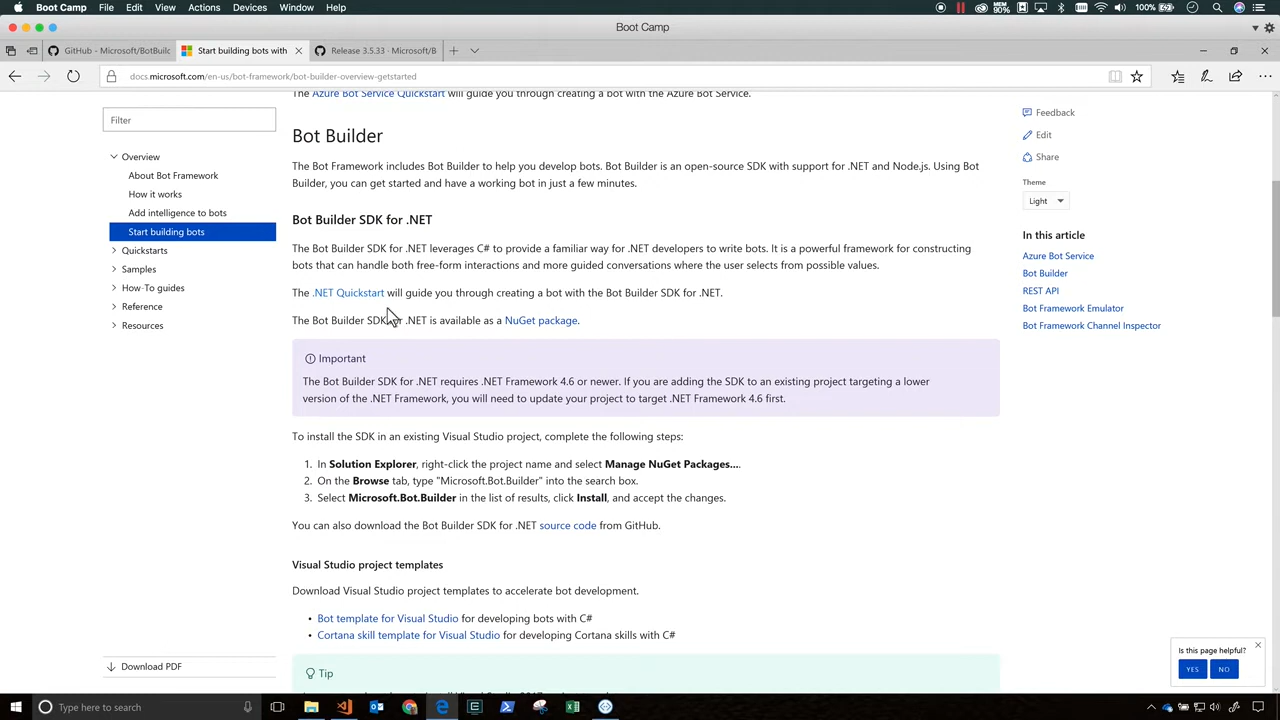 Boot Camp File Edit View Actions Devices Window Help
MEM 90% 100%
Boot Camp
GitHub - Microsoft/BotBuilc
Start building bots with
Release 3.5.33 · Microsoft/B
docs.microsoft.com/en-us/bot-framework/bot-builder-overview-getstarted
The Azure Bot Service Quickstart will guide you through creating a bot with the Azure Bot Service.
Filter
Overview
About Bot Framework
How it works
Add intelligence to bots
Start building bots
Quickstarts
Samples
How-To guides
Reference
Resources
Download PDF
Bot Builder
The Bot Framework includes Bot Builder to help you develop bots. Bot Builder is an open-source SDK with support for .NET and Node.js. Using Bot
Builder, you can get started and have a working bot in just a few minutes.
Bot Builder SDK for .NET
The Bot Builder SDK for .NET leverages C# to provide a familiar way for .NET developers to write bots. It is a powerful framework for constructing
bots that can handle both free-form interactions and more guided conversations where the user selects from possible values.
The .NET Quickstart will guide you through creating a bot with the Bot Builder SDK for .NET.
The Bot Builder SDK for .NET is available as a NuGet package.
Important
The Bot Builder SDK for .NET requires .NET Framework 4.6 or newer. If you are adding the SDK to an existing project targeting a lower
version of the .NET Framework, you will need to update your project to target .NET Framework 4.6 first.
To install the SDK in an existing Visual Studio project, complete the following steps:
1. In Solution Explorer, right-click the project name and select Manage NuGet Packages....
2. On the Browse tab, type "Microsoft.Bot.Builder" into the search box.
3. Select Microsoft.Bot.Builder in the list of results, click Install, and accept the changes.
You can also download the Bot Builder SDK for .NET source code from GitHub.
Visual Studio project templates
Download Visual Studio project templates to accelerate bot development.
• Bot template for Visual Studio for developing bots with C#
• Cortana skill template for Visual Studio for developing Cortana skills with C#
Tip
Feedback
Edit
Share
Theme
Light
In this article
Azure Bot Service
Bot Builder
REST API
Bot Framework Emulator
Bot Framework Channel Inspector
Is this page helpful?
YES NO
Type here to search